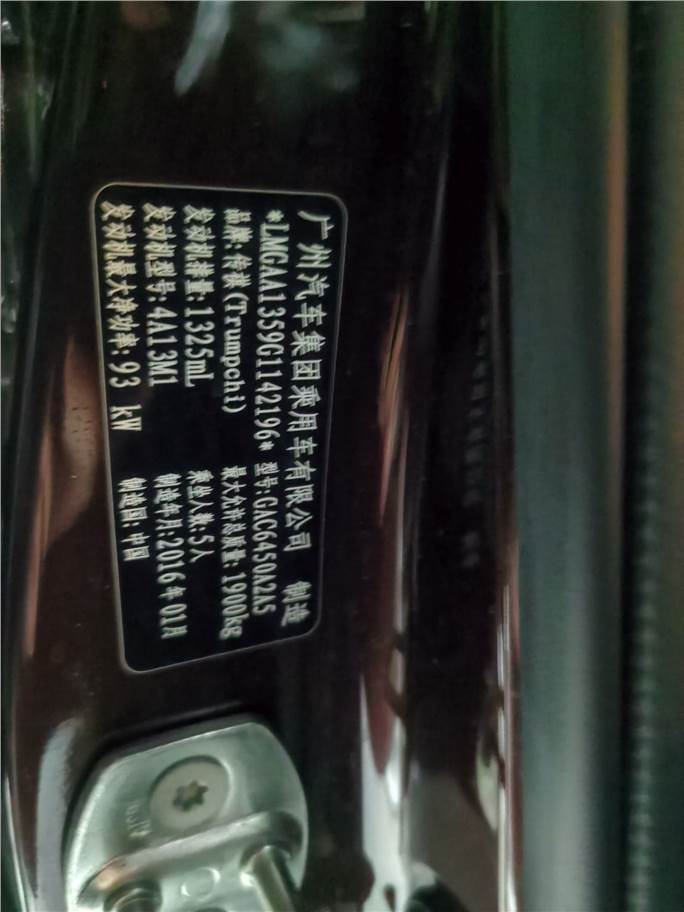 广州汽车集团乘用车有限公司 制造
*LMGAA1359G1142196* 型号:GAC6450A2A5
品牌:传祺(Trumpchi) 最大允许总质量:1900kg
发动机排量:1325mL 乘坐人数:5人
发动机型号:4A13M1 制造年月:2016年01月
发动机最大净功率:93 kW 制造国:中国